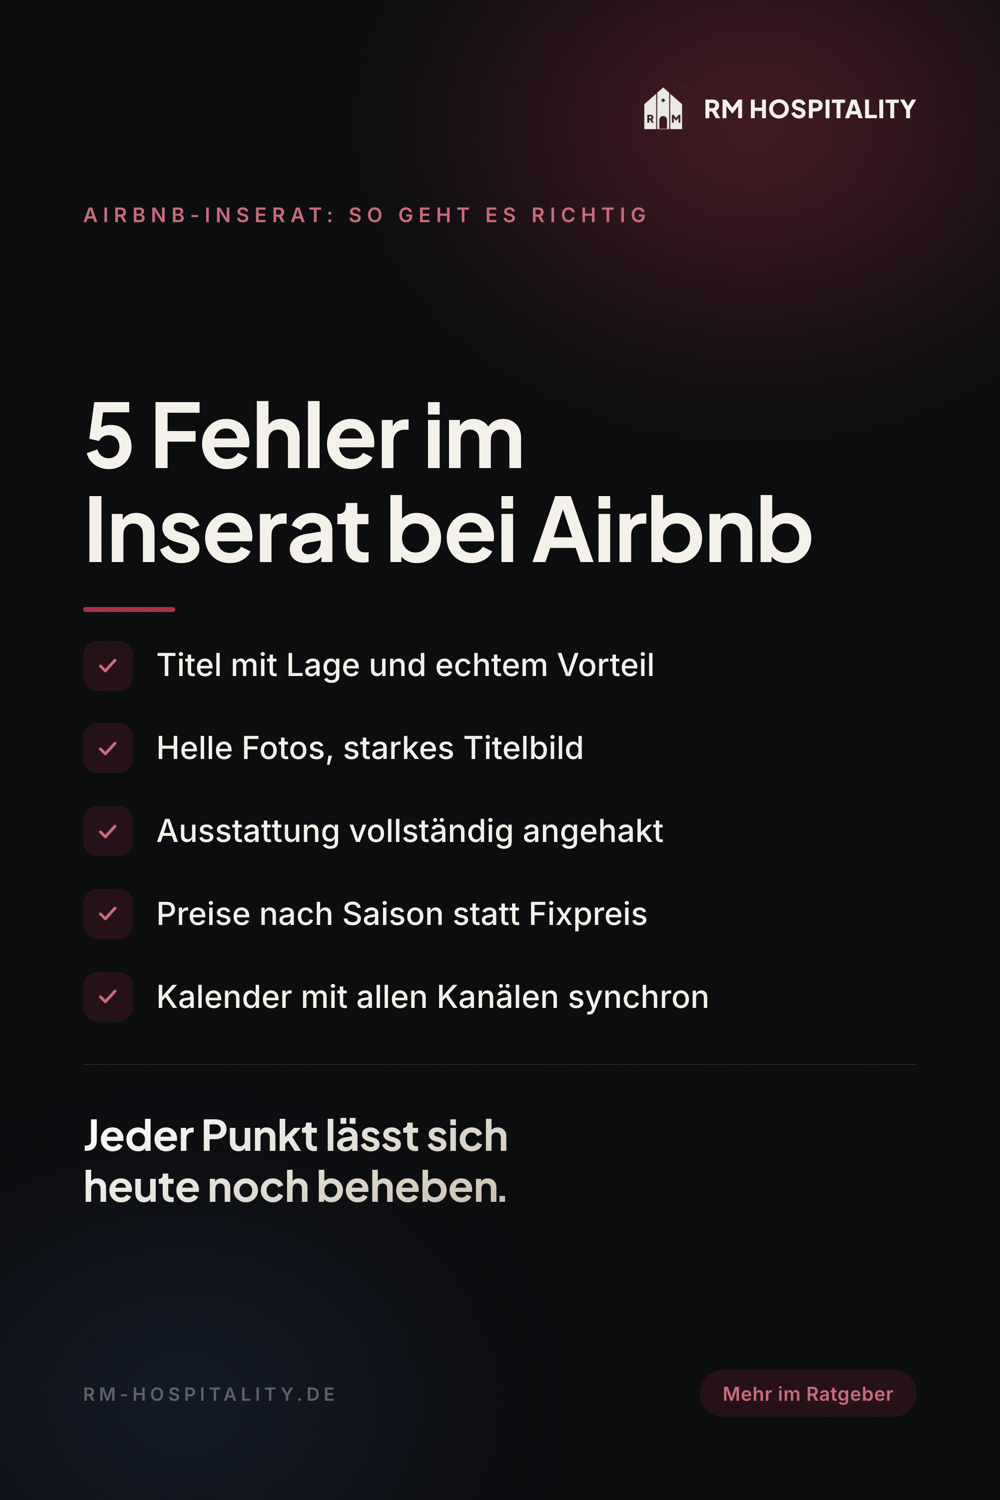 R M
RM HOSPITALITY
AIRBNB-INSERAT: SO GEHT ES RICHTIG
5 Fehler im
Inserat bei Airbnb
Titel mit Lage und echtem Vorteil
Helle Fotos, starkes Titelbild
Ausstattung vollständig angehakt
Preise nach Saison statt Fixpreis
Kalender mit allen Kanälen synchron
Jeder Punkt lässt sich
heute noch beheben.
RM-HOSPITALITY.DE
Mehr im Ratgeber